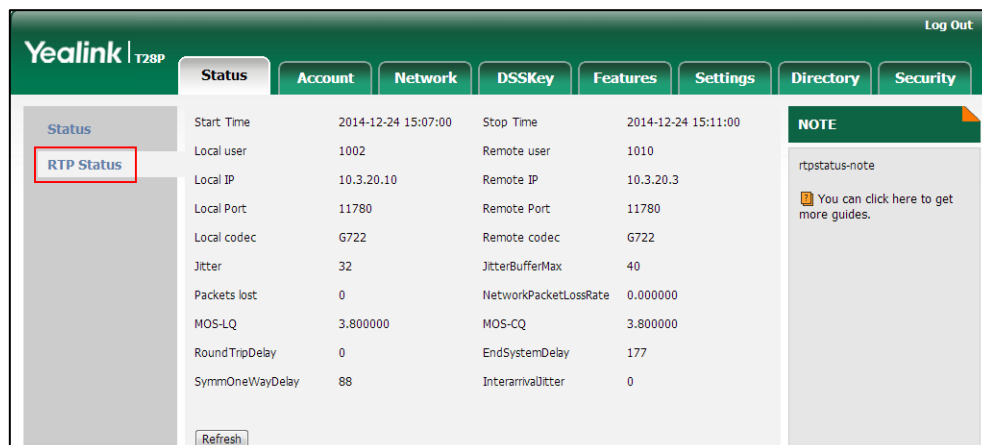 Log Out
Yealink T28P
Status Account Network DSSKey Features Settings Directory Security
Status
RTP Status
Start Time 2014-12-24 15:07:00 Stop Time 2014-12-24 15:11:00
Local user 1002 Remote user 1010
Local IP 10.3.20.10 Remote IP 10.3.20.3
Local Port 11780 Remote Port 11780
Local codec G722 Remote codec G722
Jitter 32 JitterBufferMax 40
Packets lost 0 NetworkPacketLossRate 0.000000
MOS-LQ 3.800000 MOS-CQ 3.800000
RoundTripDelay 0 EndSystemDelay 177
SymmOneWayDelay 88 InterarrivalJitter 0
Refresh
NOTE
rtpstatus-note
? You can click here to get
more guides.